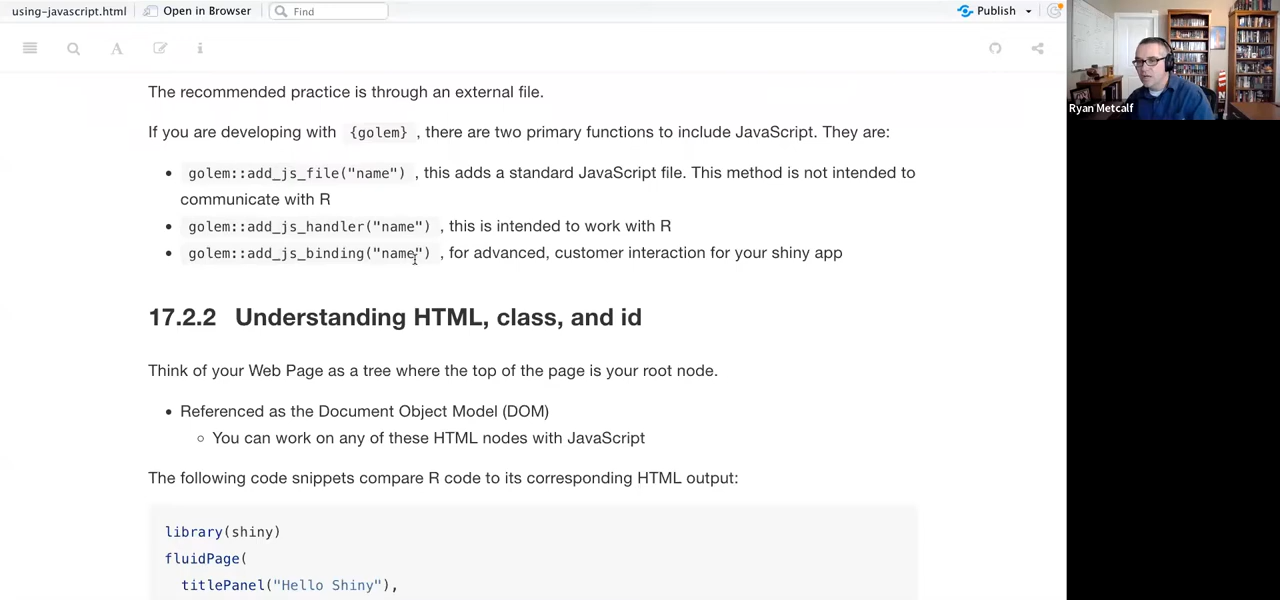 using-javascript.html Open in Browser Find Publish
Ryan Metcalf
The recommended practice is through an external file.
If you are developing with {golem} , there are two primary functions to include JavaScript. They are:
• golem::add_js_file("name") , this adds a standard JavaScript file. This method is not intended to
communicate with R
• golem::add_js_handler("name") , this is intended to work with R
• golem::add_js_binding("name") , for advanced, customer interaction for your shiny app
17.2.2 Understanding HTML, class, and id
Think of your Web Page as a tree where the top of the page is your root node.
• Referenced as the Document Object Model (DOM)
○ You can work on any of these HTML nodes with JavaScript
The following code snippets compare R code to its corresponding HTML output:
library(shiny)
fluidPage(
titlePanel("Hello Shiny"),